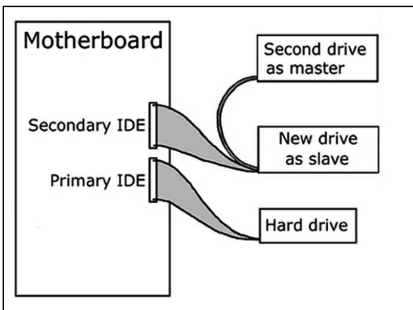 Motherboard
Second drive
as master
Secondary IDE
New drive
as slave
Primary IDE
Hard drive